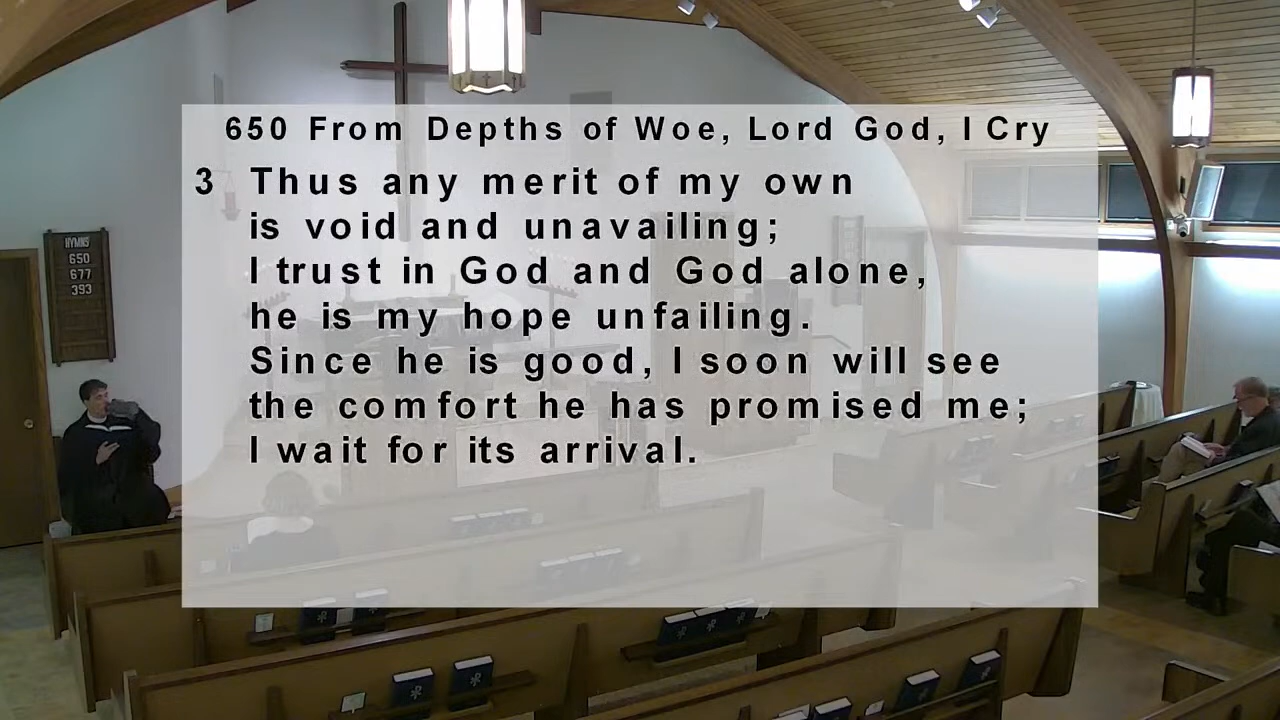 650 From Depths of Woe, Lord God, I Cry
3 Thus any merit of my own
is void and unavailing;
I trust in God and God alone,
he is my hope unfailing.
Since he is good, I soon will see
the comfort he has promised me;
I wait for its arrival.
HYMNS
650
677
393